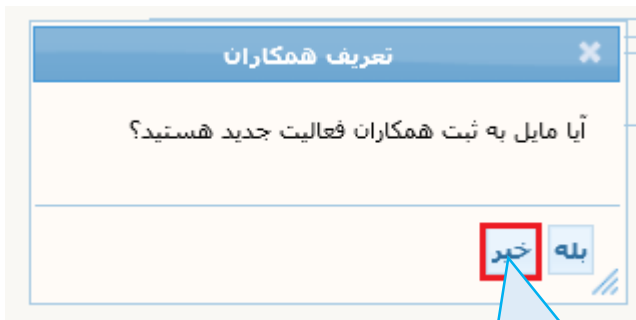 تعریف همکاران
آیا مایل به ثبت همکاران فعالیت جدید هستید؟
بله خیر